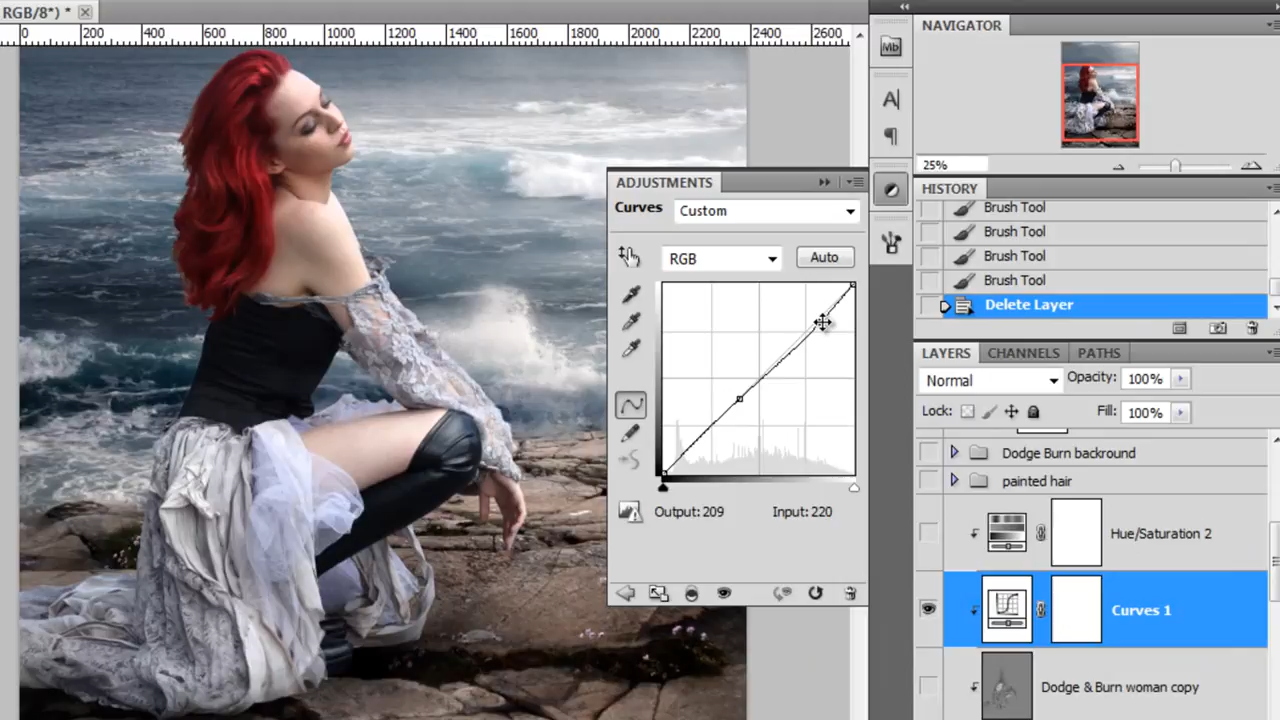 RGB/8*) *
0 200 400 600 800 1000 1200 1400 1600 1800 2000 2200 2400 2600
NAVIGATOR
25%
HISTORY
Brush Tool
Brush Tool
Brush Tool
Brush Tool
Delete Layer
ADJUSTMENTS
Curves Custom
RGB Auto
Output: 209 Input: 220
Mb
A
LAYERS CHANNELS PATHS
Normal Opacity: 100%
Lock: Fill: 100%
Dodge Burn backround
painted hair
Hue/Saturation 2
Curves 1
Dodge & Burn woman copy